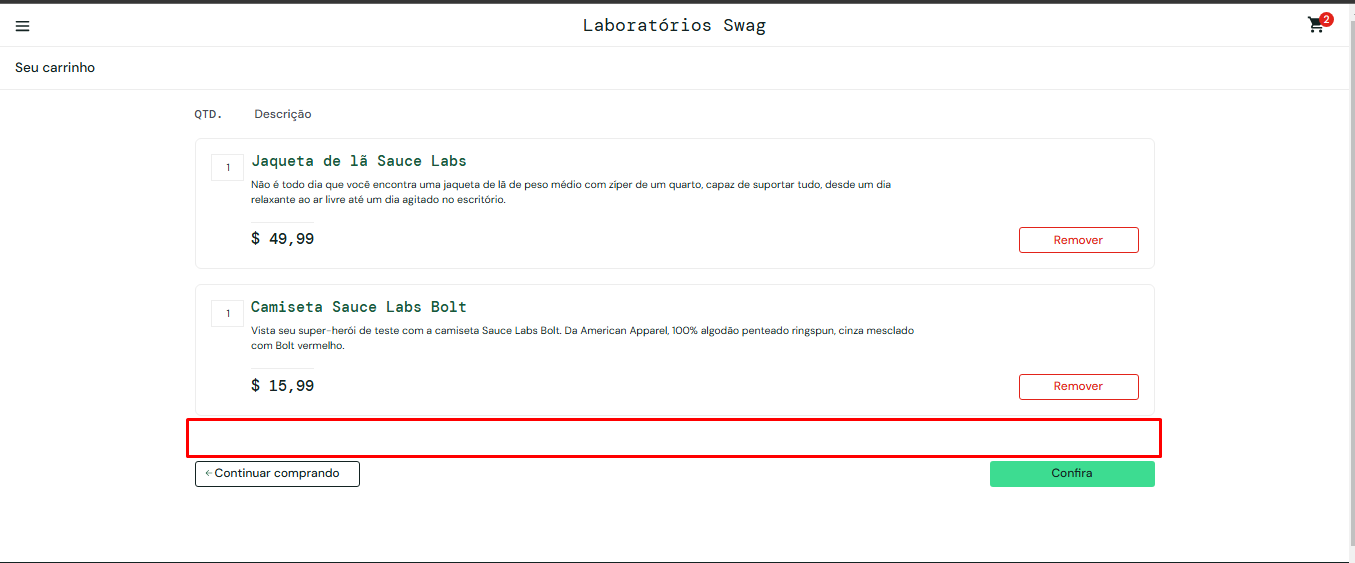 Laboratórios Swag
2
Seu carrinho
QTD. Descrição
1
Jaqueta de lã Sauce Labs
Não é todo dia que você encontra uma jaqueta de lã de peso médio com zíper de um quarto, capaz de suportar tudo, desde um dia
relaxante ao ar livre até um dia agitado no escritório.
$ 49,99
Remover
1
Camiseta Sauce Labs Bolt
Vista seu super-herói de teste com a camiseta Sauce Labs Bolt. Da American Apparel, 100% algodão penteado ringspun, cinza mesclado
com Bolt vermelho.
$ 15,99
Remover
Continuar comprando
Confira